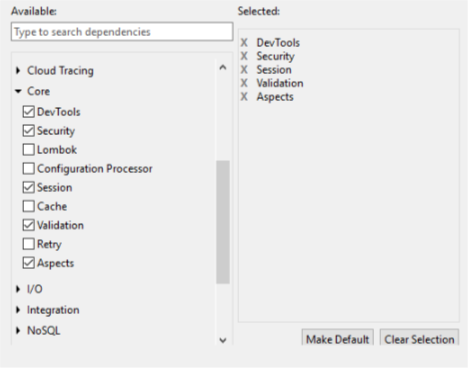 Available:
Type to search dependencies
Cloud Tracing
Core
DevTools
Security
Lombok
Configuration Processor
Session
Cache
Validation
Retry
Aspects
I/O
Integration
NoSQL
Selected:
X DevTools
X Security
X Session
X Validation
X Aspects
Make Default
Clear Selection